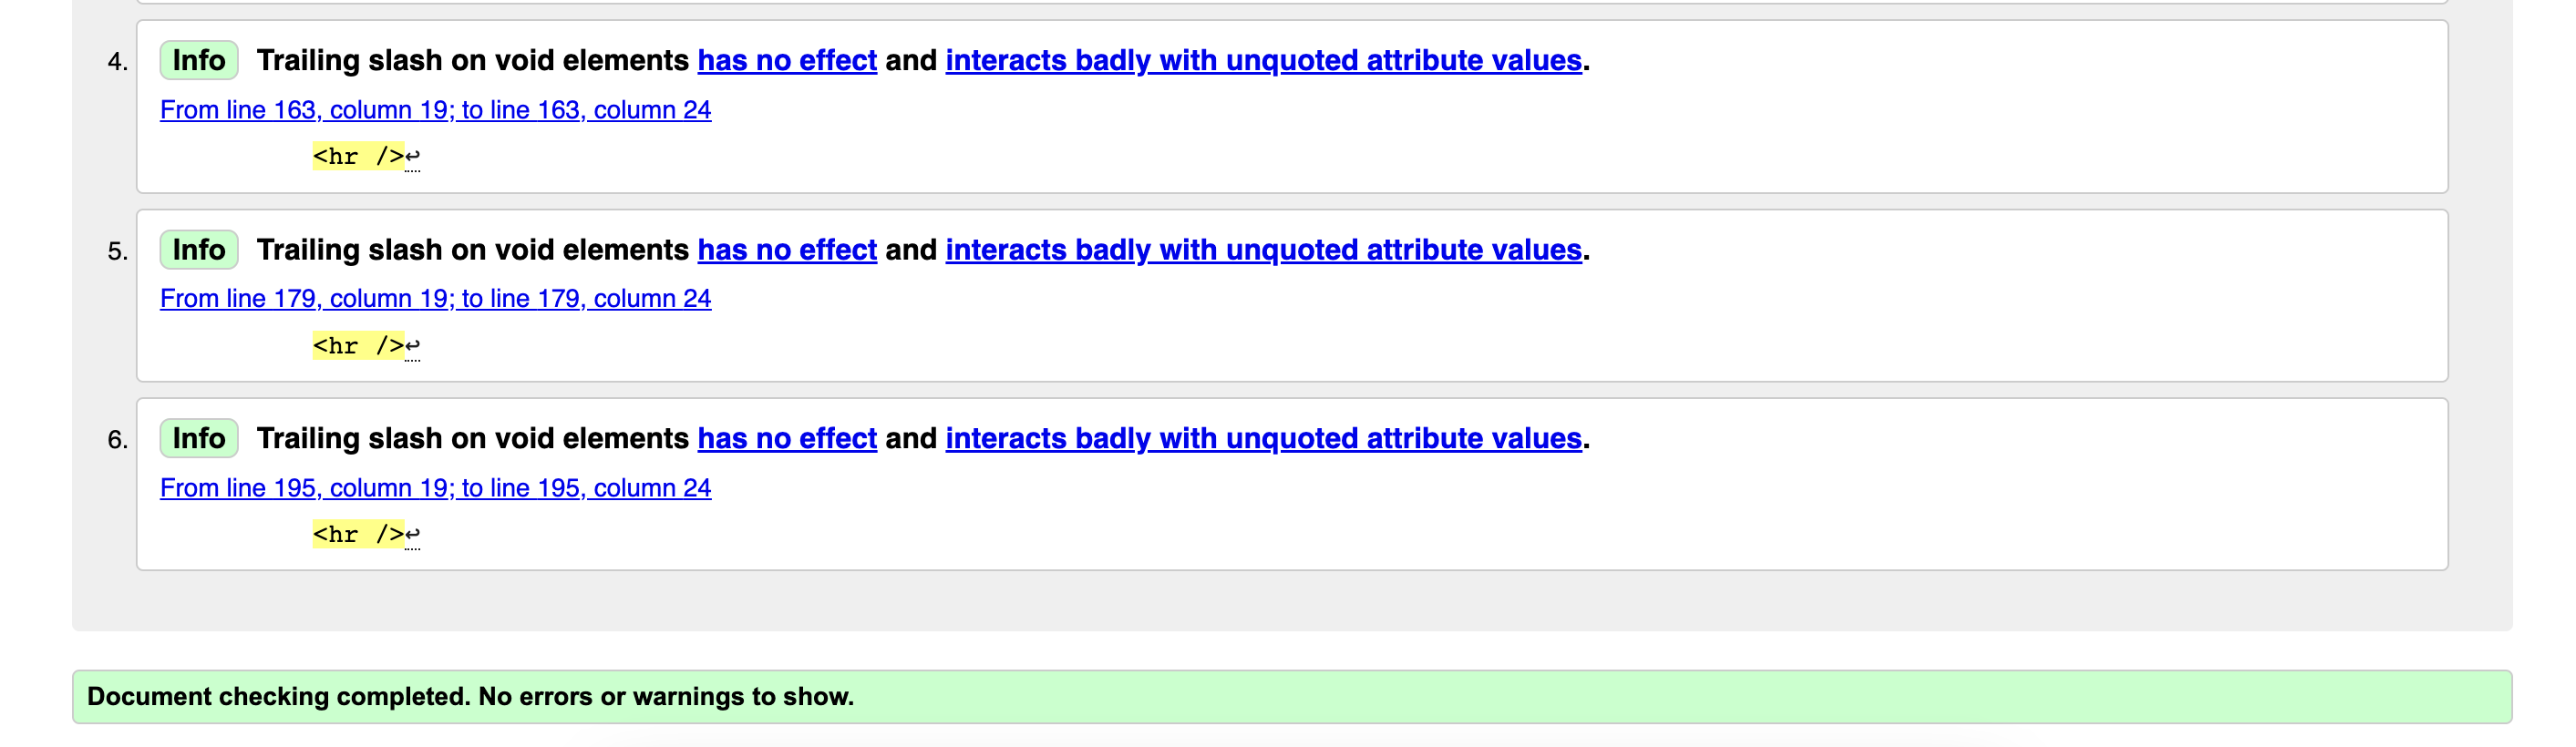 4. Info Trailing slash on void elements has no effect and interacts badly with unquoted attribute values.
From line 163, column 19; to line 163, column 24
<hr />↩
5. Info Trailing slash on void elements has no effect and interacts badly with unquoted attribute values.
From line 179, column 19; to line 179, column 24
<hr />↩
6. Info Trailing slash on void elements has no effect and interacts badly with unquoted attribute values.
From line 195, column 19; to line 195, column 24
<hr />↩
Document checking completed. No errors or warnings to show.